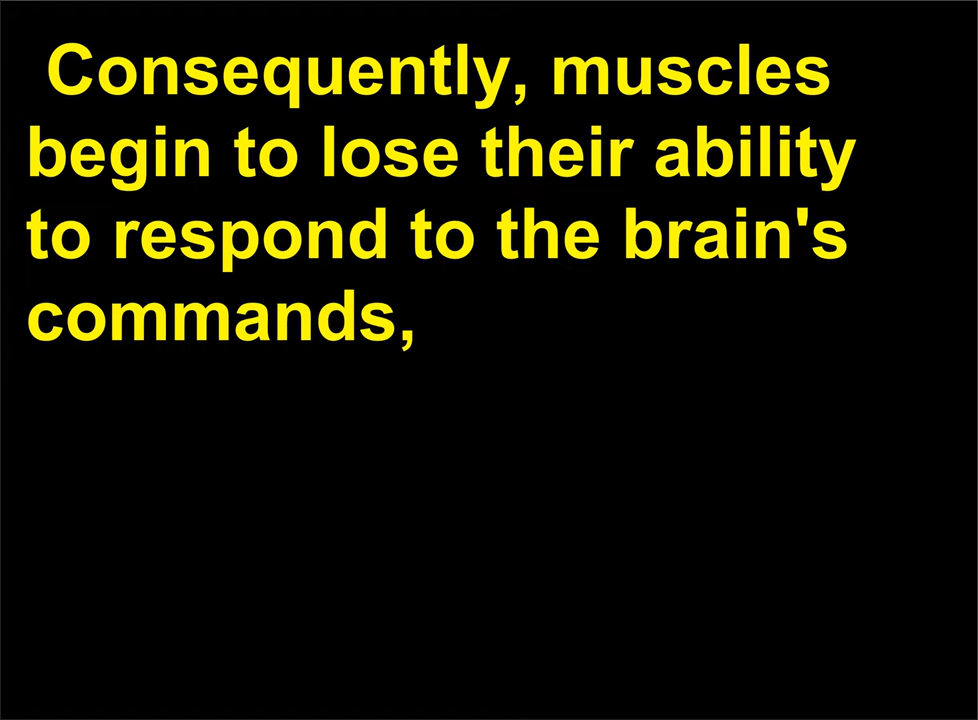 Consequently, muscles
begin to lose their ability
to respond to the brain's
commands,